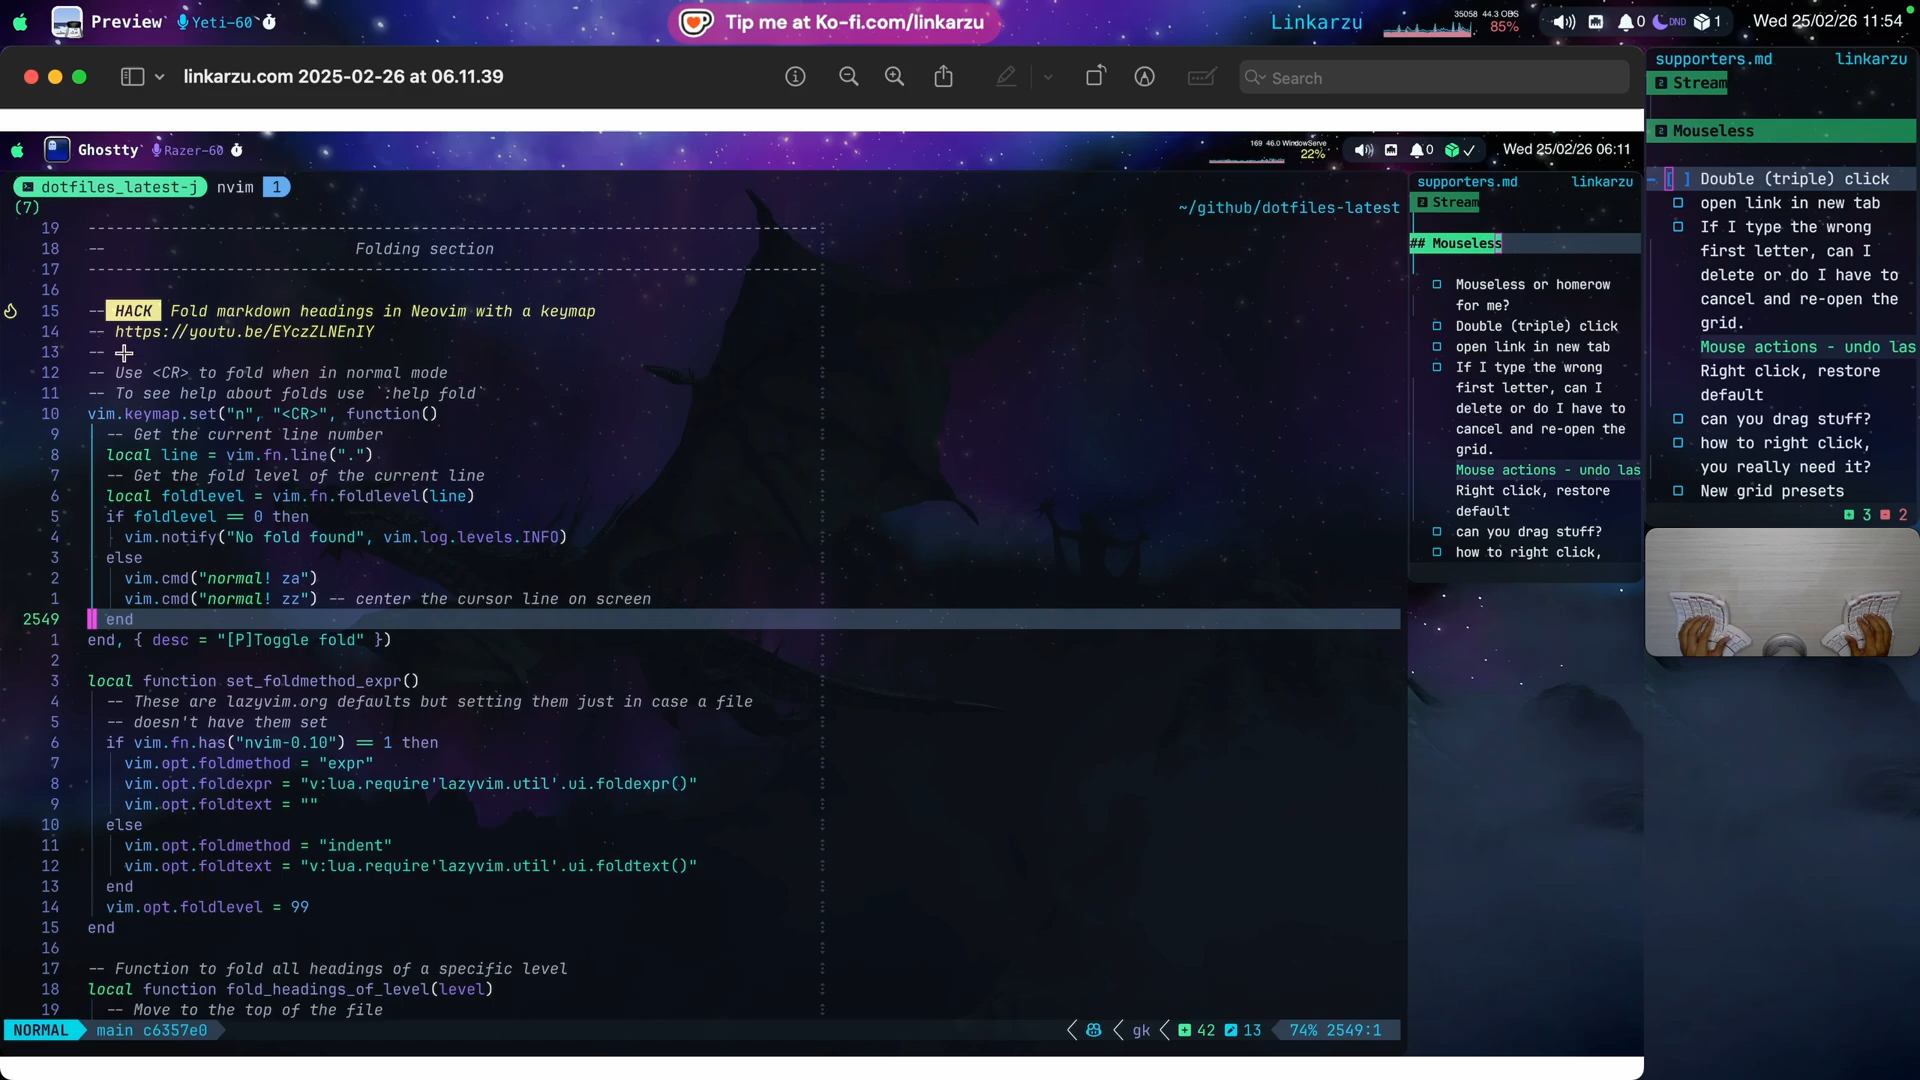 Preview Yeti-60 Tip me at Ko-fi.com/linkarzu Linkarzu 35058 44.3 OBS 85% 0 DND 1 Wed 25/02/26 11:54
linkarzu.com 2025-02-26 at 06.11.39 Search
Ghostty Razer-60 169 46.0 WindowServe 22% 0 Wed 25/02/26 06:11
dotfiles_latest-j nvim 1
(7) ~/github/dotfiles-latest
19 --------------------------------------------------------------------------------
18 -- Folding section
17 --------------------------------------------------------------------------------
16
15 -- HACK Fold markdown headings in Neovim with a keymap
14 -- https://youtu.be/EYczZLNEnIY
13 --
12 -- Use <CR> to fold when in normal mode
11 -- To see help about folds use `:help fold`
10 vim.keymap.set("n", "<CR>", function()
9 -- Get the current line number
8 local line = vim.fn.line(".")
7 -- Get the fold level of the current line
6 local foldlevel = vim.fn.foldlevel(line)
5 if foldlevel == 0 then
4 vim.notify("No fold found", vim.log.levels.INFO)
3 else
2 vim.cmd("normal! za")
1 vim.cmd("normal! zz") -- center the cursor line on screen
2549 end
1 end, { desc = "[P]Toggle fold" })
2
3 local function set_foldmethod_expr()
4 -- These are lazyvim.org defaults but setting them just in case a file
5 -- doesn't have them set
6 if vim.fn.has("nvim-0.10") == 1 then
7 vim.opt.foldmethod = "expr"
8 vim.opt.foldexpr = "v:lua.require'lazyvim.util'.ui.foldexpr()"
9 vim.opt.foldtext = ""
10 else
11 vim.opt.foldmethod = "indent"
12 vim.opt.foldtext = "v:lua.require'lazyvim.util'.ui.foldtext()"
13 end
14 vim.opt.foldlevel = 99
15 end
16
17 -- Function to fold all headings of a specific level
18 local function fold_headings_of_level(level)
19 -- Move to the top of the file
NORMAL main c6357e0 gk 42 13 74% 2549:1
supporters.md linkarzu
2 Stream
## Mouseless
Mouseless or homerow
for me?
Double (triple) click
open link in new tab
If I type the wrong
first letter, can I
delete or do I have to
cancel and re-open the
grid.
Mouse actions - undo las
Right click, restore
default
can you drag stuff?
how to right click,
supporters.md linkarzu
2 Stream
2 Mouseless
- [ ] Double (triple) click
open link in new tab
If I type the wrong
first letter, can I
delete or do I have to
cancel and re-open the
grid.
Mouse actions - undo las
Right click, restore
default
can you drag stuff?
how to right click,
you really need it?
New grid presets
3 2